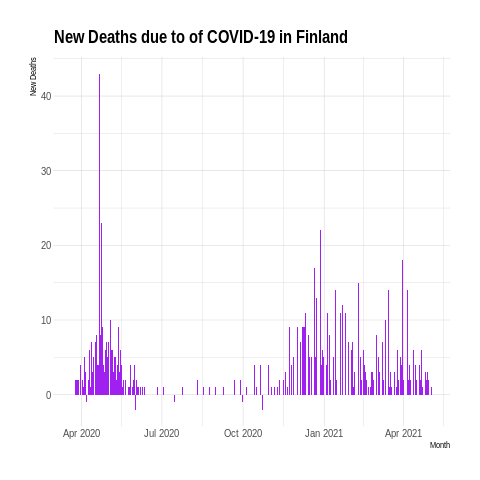 New Deaths due to of COVID-19 in Finland
New Deaths
40
30
20
10
0
Apr 2020 Jul 2020 Oct 2020 Jan 2021 Apr 2021
Month